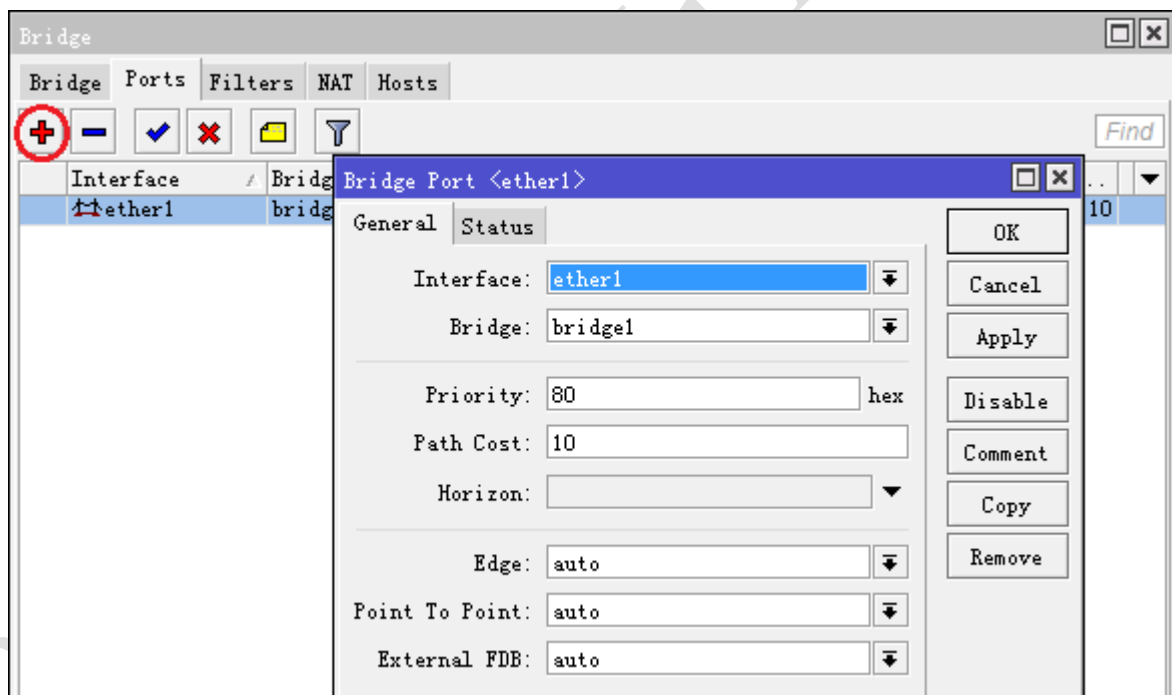 Bridge
Bridge Ports Filters NAT Hosts
Find
Interface Bridg
ether1 bridg 10
Bridge Port <ether1>
General Status
Interface: ether1
Bridge: bridge1
Priority: 80 hex
Path Cost: 10
Horizon:
Edge: auto
Point To Point: auto
External FDB: auto
OK
Cancel
Apply
Disable
Comment
Copy
Remove